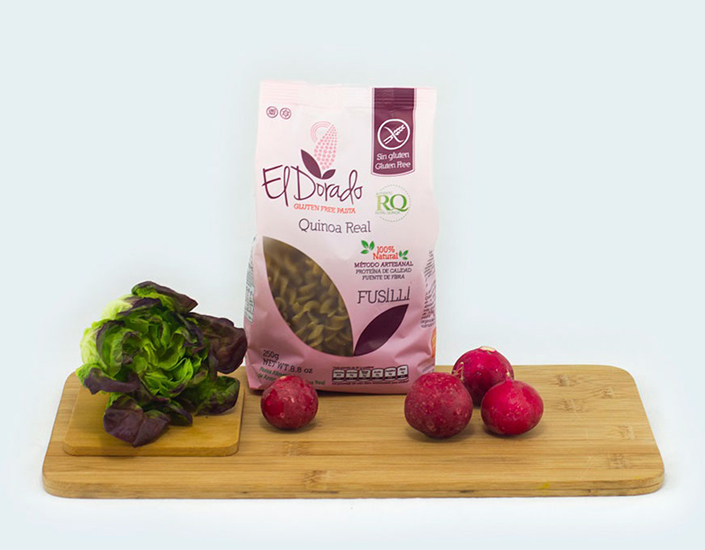 Sin gluten
Gluten Free
El Dorado
GLUTEN FREE PASTA
RQ
Quinoa Real
100%
Natural
MÉTODO ARTESANAL
PROTEÍNA DE CALIDAD
FUENTE DE FIBRA
FUSILLI
250g
NET WT 8.8 oz